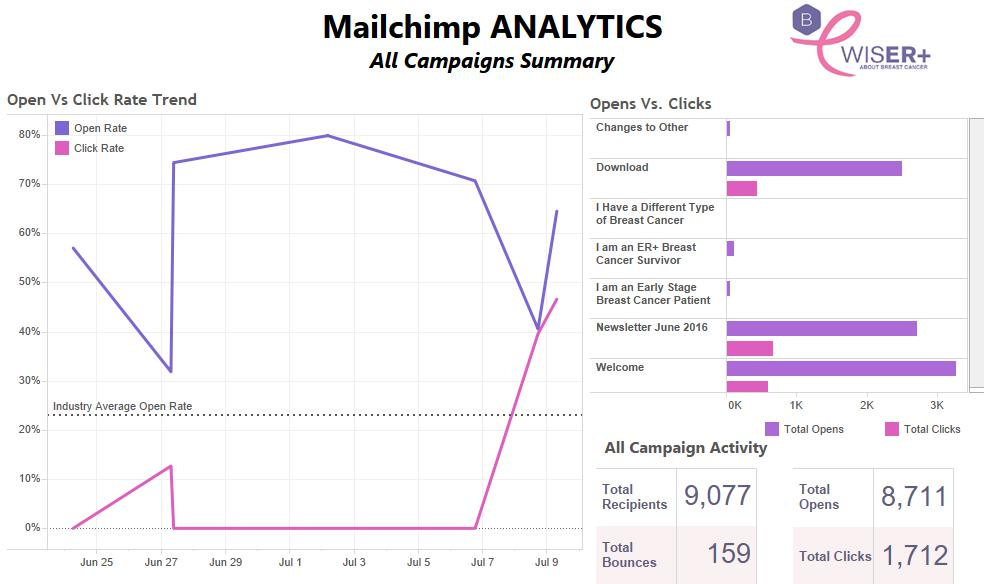 Mailchimp ANALYTICS
All Campaigns Summary
B
WISER+
ABOUT BREAST CANCER
Open Vs Click Rate Trend
Open Rate
Click Rate
80%
70%
60%
50%
40%
30%
20%
10%
0%
Industry Average Open Rate
Jun 25
Jun 27
Jun 29
Jul 1
Jul 3
Jul 5
Jul 7
Jul 9
Opens Vs. Clicks
Changes to Other
Download
I Have a Different Type
of Breast Cancer
I am an ER+ Breast
Cancer Survivor
I am an Early Stage
Breast Cancer Patient
Newsletter June 2016
Welcome
0K
1K
2K
3K
Total Opens
Total Clicks
All Campaign Activity
Total
Recipients
9,077
Total
Bounces
159
Total
Opens
8,711
Total Clicks
1,712